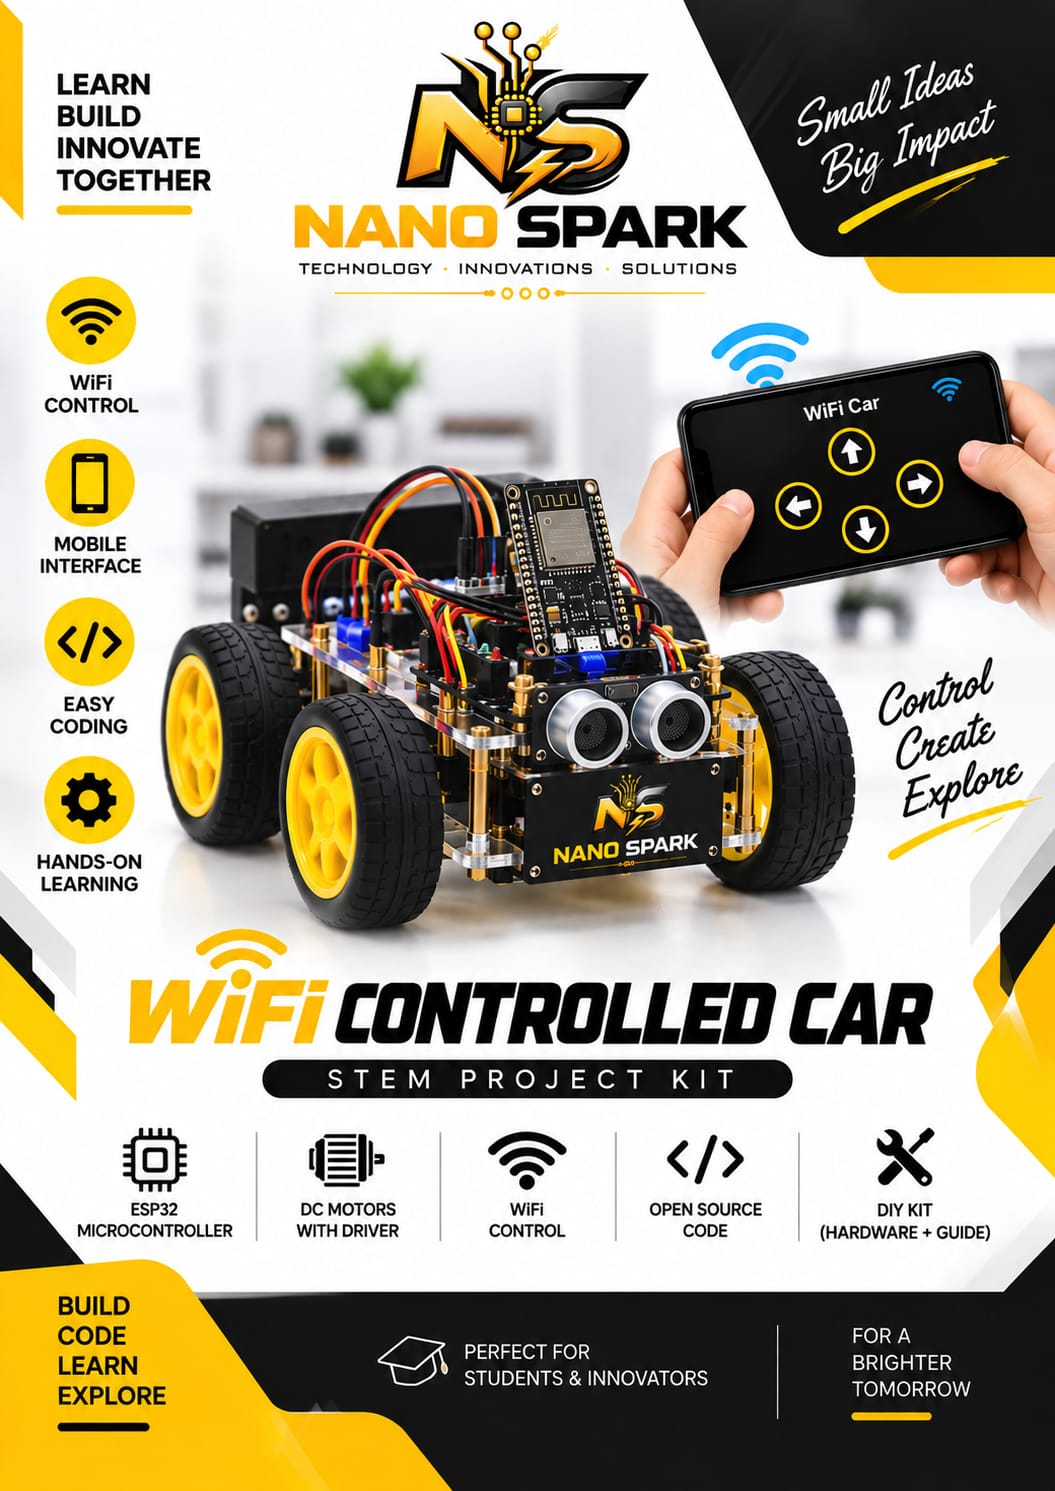 LEARN
BUILD
INNOVATE
TOGETHER
NS
NANO SPARK
TECHNOLOGY · INNOVATIONS · SOLUTIONS
Small Ideas
Big Impact
WiFi
CONTROL
MOBILE
INTERFACE
EASY
CODING
HANDS-ON
LEARNING
WiFi Car
Control
Create
Explore
NS
NANO SPARK
WiFi CONTROLLED CAR
STEM PROJECT KIT
ESP32
MICROCONTROLLER
DC MOTORS
WITH DRIVER
WiFi
CONTROL
OPEN SOURCE
CODE
DIY KIT
(HARDWARE + GUIDE)
BUILD
CODE
LEARN
EXPLORE
PERFECT FOR
STUDENTS & INNOVATORS
FOR A
BRIGHTER
TOMORROW